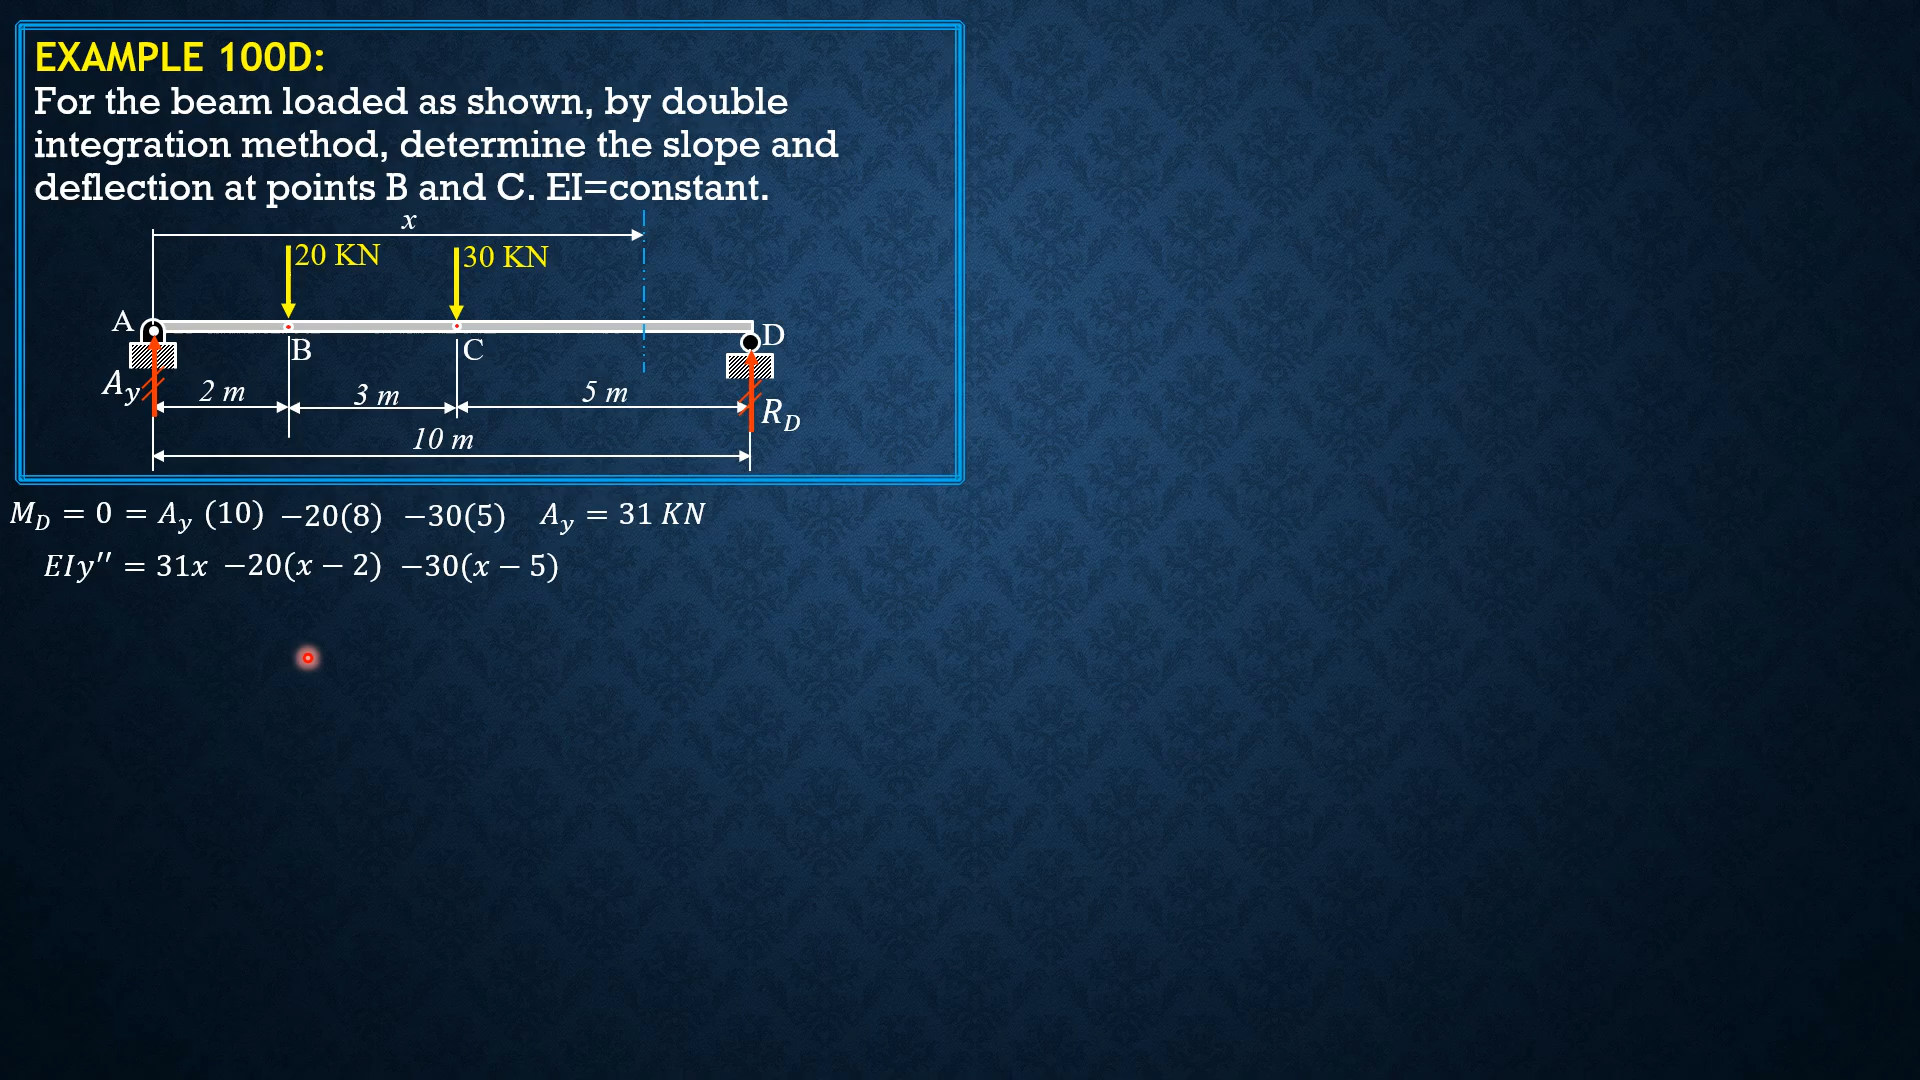 EXAMPLE 100D:
For the beam loaded as shown, by double
integration method, determine the slope and
deflection at points B and C. EI=constant.
x
20 KN 30 KN
A D
B C
A_y 2 m 3 m 5 m R_D
10 m
M_D = 0 = A_y (10) −20(8) −30(5) A_y = 31 KN
EIy′′ = 31x −20(x − 2) −30(x − 5)